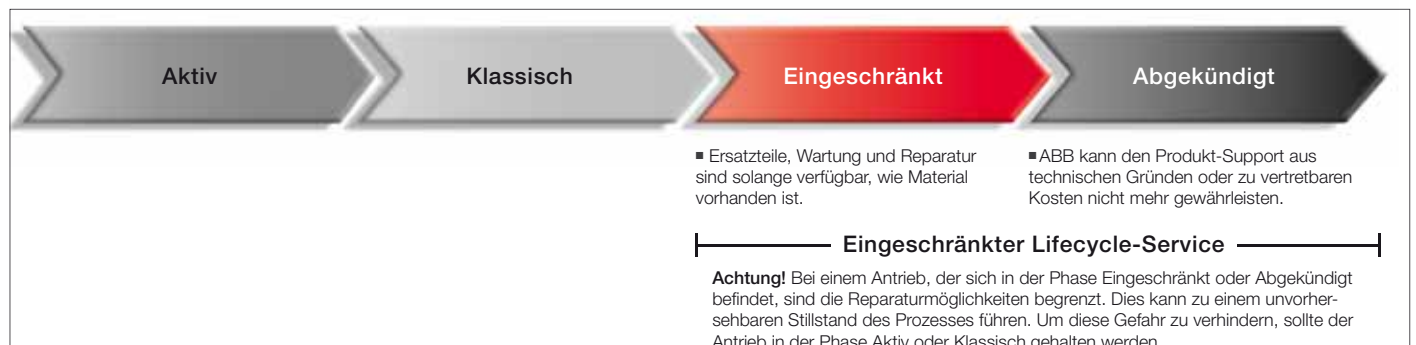 Aktiv
Klassisch
Eingeschränkt
Abgekündigt
■ Ersatzteile, Wartung und Reparatur
sind solange verfügbar, wie Material
vorhanden ist.
■ ABB kann den Produkt-Support aus
technischen Gründen oder zu vertretbaren
Kosten nicht mehr gewährleisten.
Eingeschränkter Lifecycle-Service
Achtung! Bei einem Antrieb, der sich in der Phase Eingeschränkt oder Abgekündigt
befindet, sind die Reparaturmöglichkeiten begrenzt. Dies kann zu einem unvorher-
sehbaren Stillstand des Prozesses führen. Um diese Gefahr zu verhindern, sollte der
Antrieb in der Phase Aktiv oder Klassisch gehalten werden.